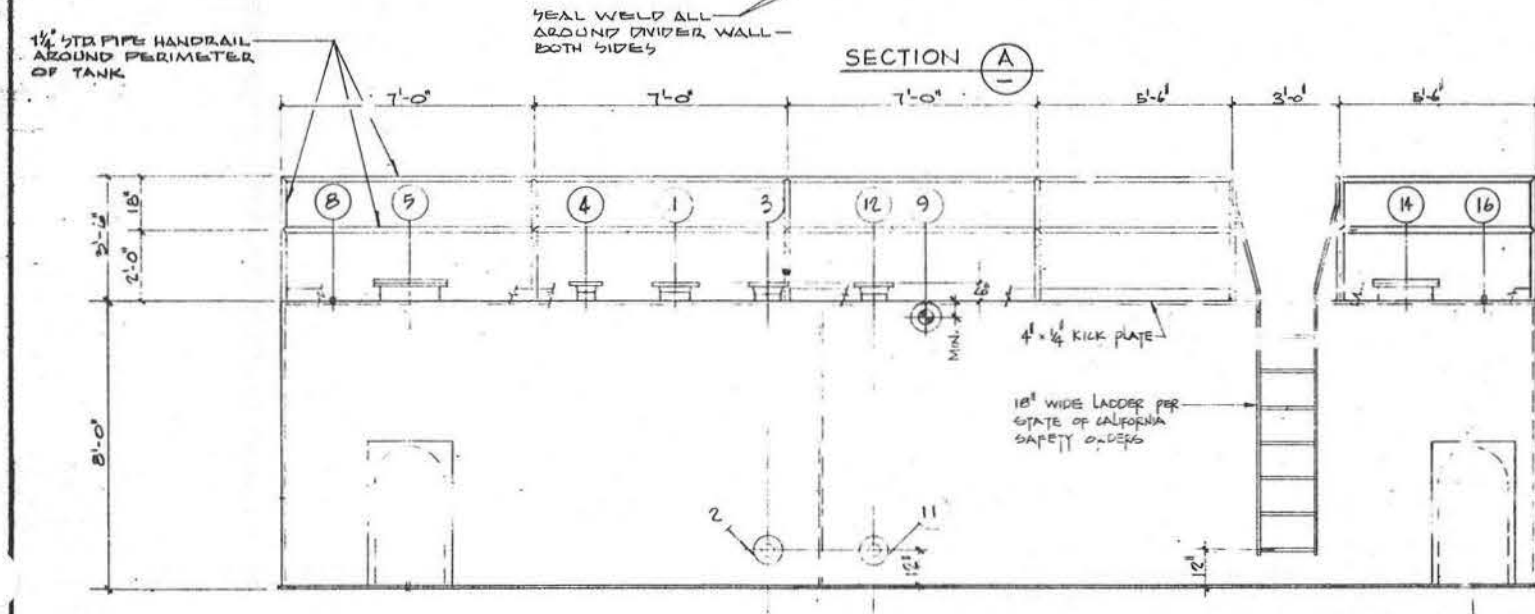 SEAL WELD ALL
AROUND DIVIDER WALL
BOTH SIDES
1¼" STD PIPE HANDRAIL
AROUND PERIMETER
OF TANK
SECTION A
7'-0" 7'-0" 7'-0" 5'-6" 3'-0" 5'-6"
3'-6"
18"
2'-0"
8 5 4 1 3 12 9 14 16
MIN.
4" x ¼" KICK PLATE
18" WIDE LADDER PER
STATE OF CALIFORNIA
SAFETY ORDERS
8'-0"
2 11
12" 12"